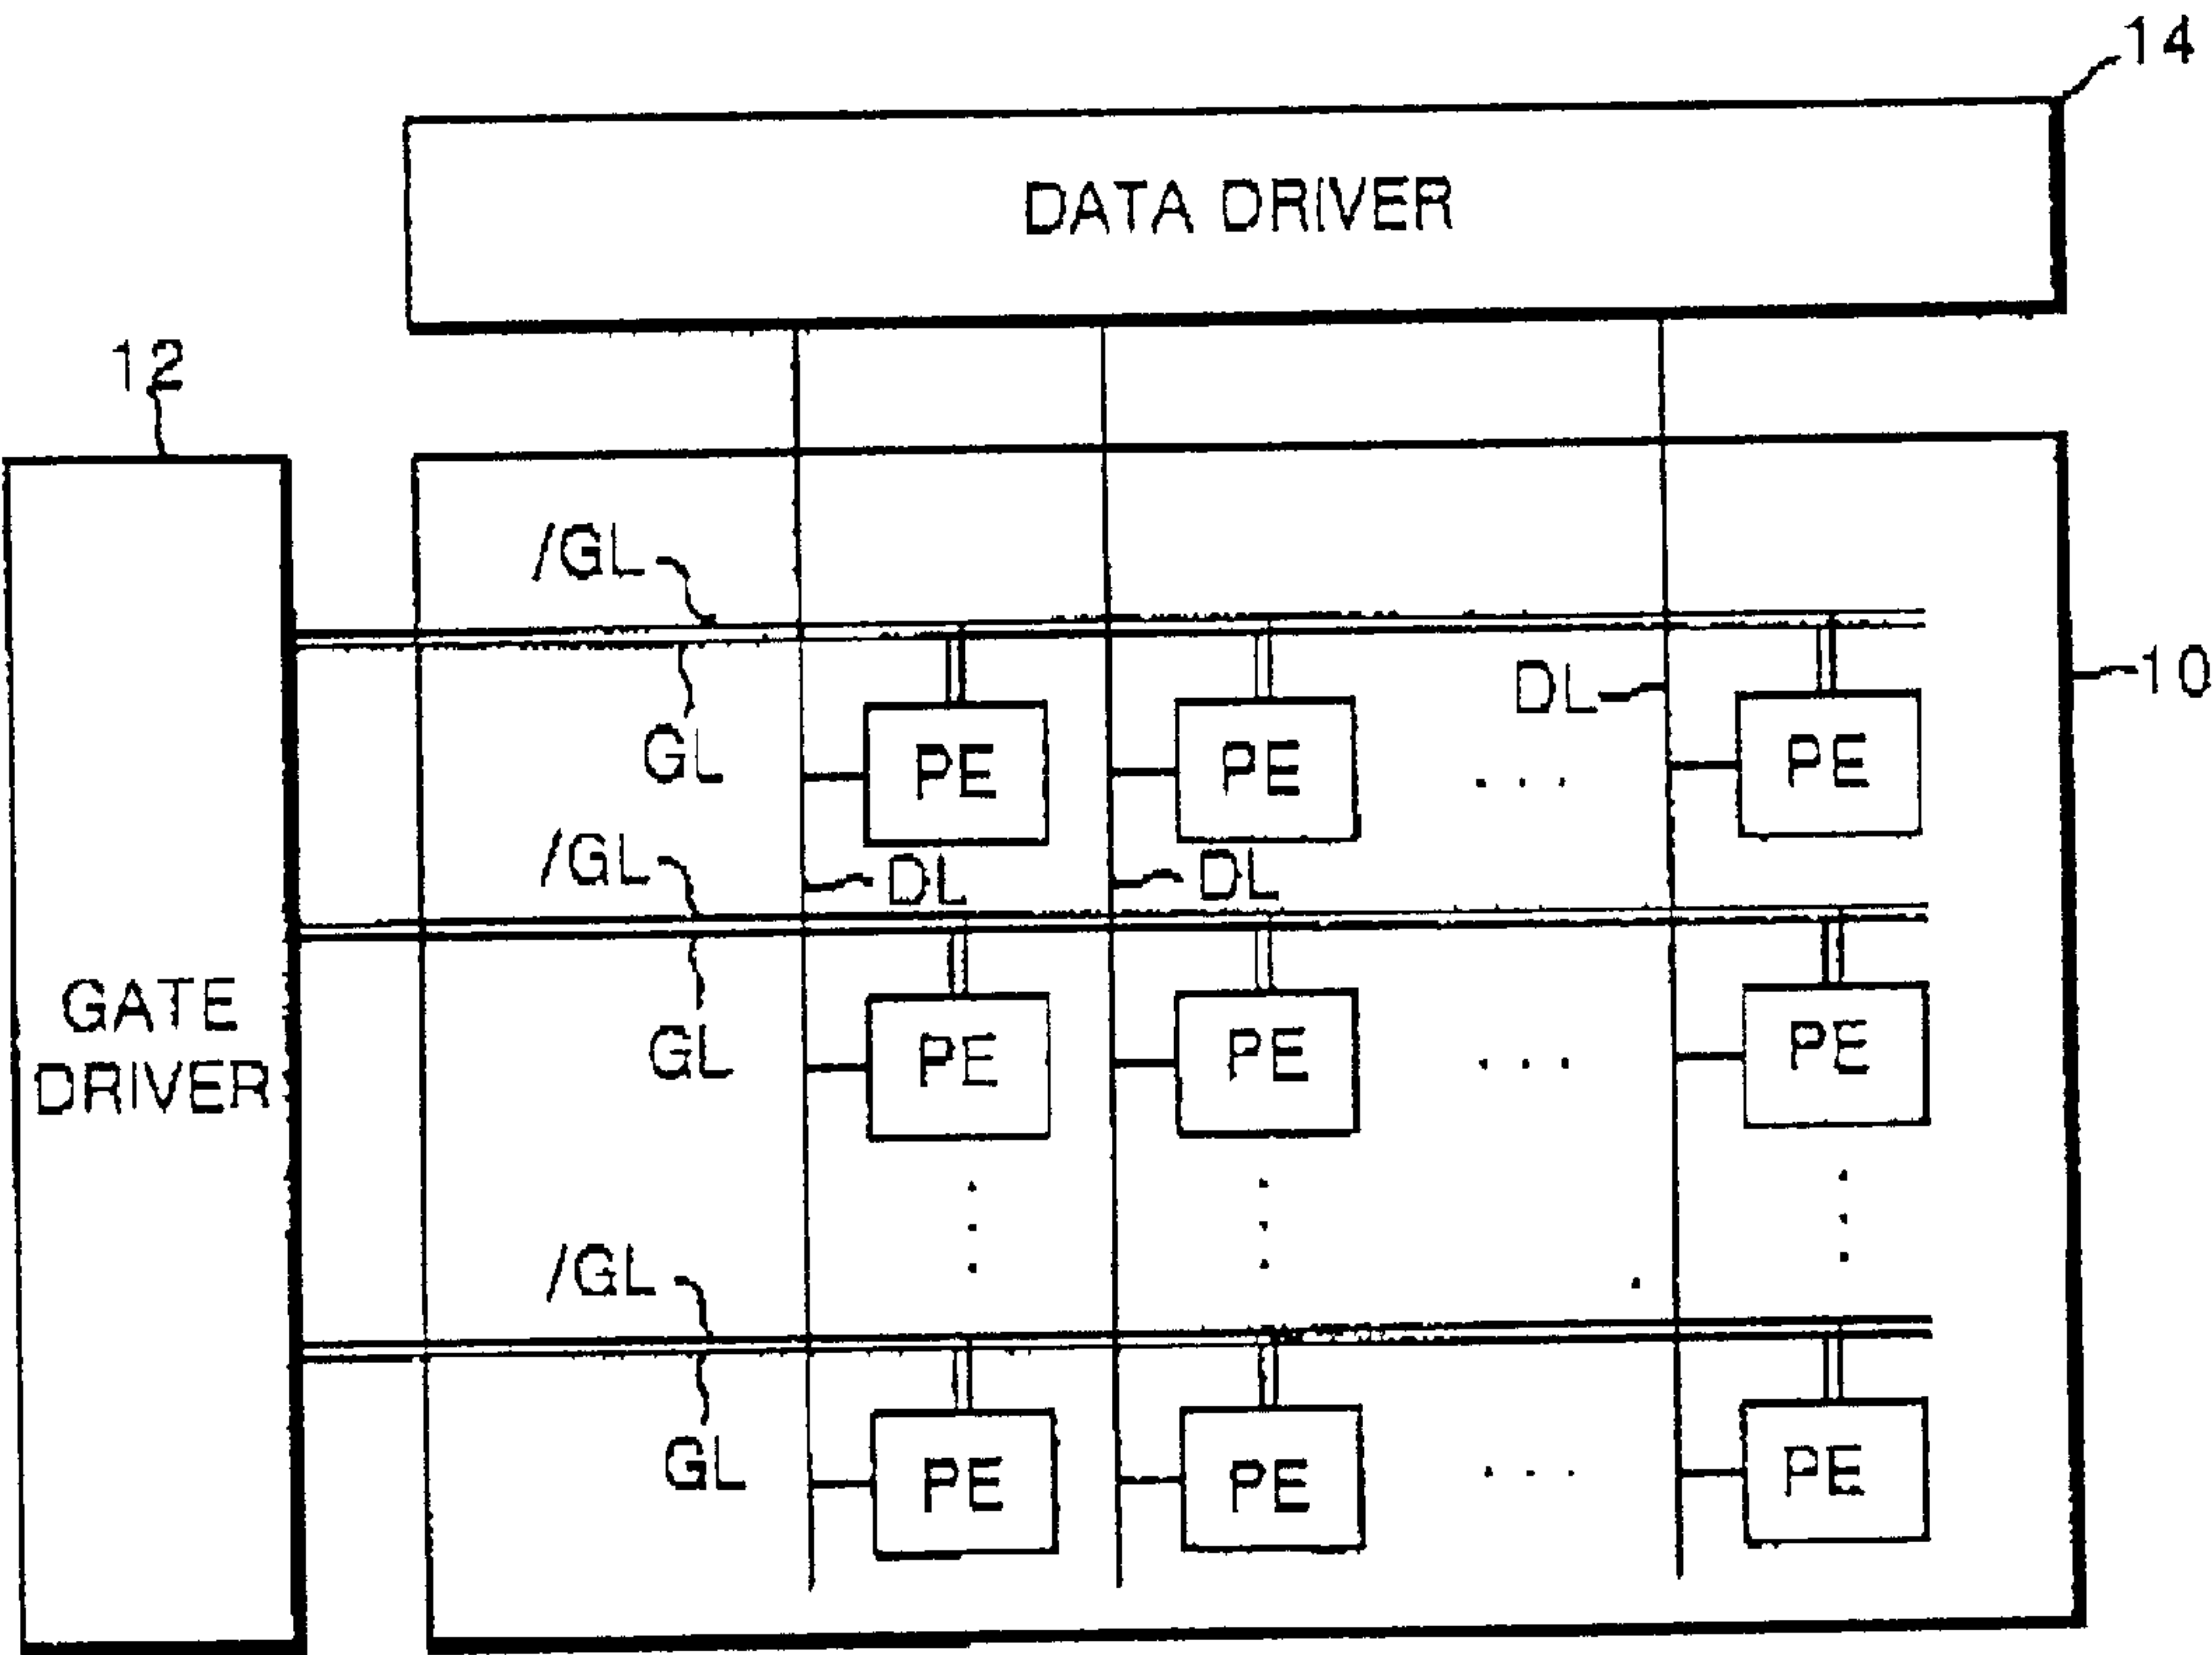 14
DATA DRIVER
12
/GL
10
DL
GL
PE PE . . . PE
/GL
DL DL
GATE
DRIVER
GL
PE PE . . . PE
/GL
GL
PE PE . . . PE